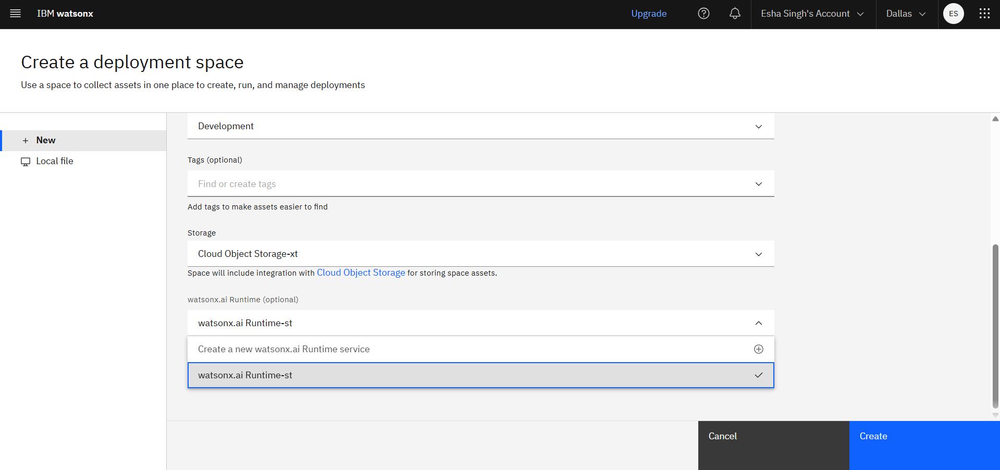 IBM watsonx
Upgrade
Esha Singh's Account
Dallas
ES
Create a deployment space
Use a space to collect assets in one place to create, run, and manage deployments
New
Local file
Development
Tags (optional)
Find or create tags
Add tags to make assets easier to find
Storage
Cloud Object Storage-xt
Space will include integration with Cloud Object Storage for storing space assets.
watsonx.ai Runtime (optional)
watsonx.ai Runtime-st
Create a new watsonx.ai Runtime service
watsonx.ai Runtime-st
Cancel
Create